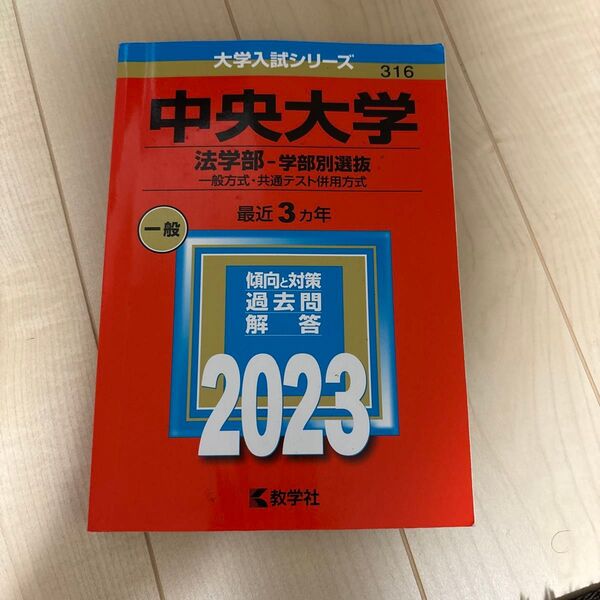 大学入試シリーズ
316
中央大学
法学部-学部別選抜
一般方式・共通テスト併用方式
最近3ヵ年
一般
傾向と対策
過去問
解答
2023
教学社